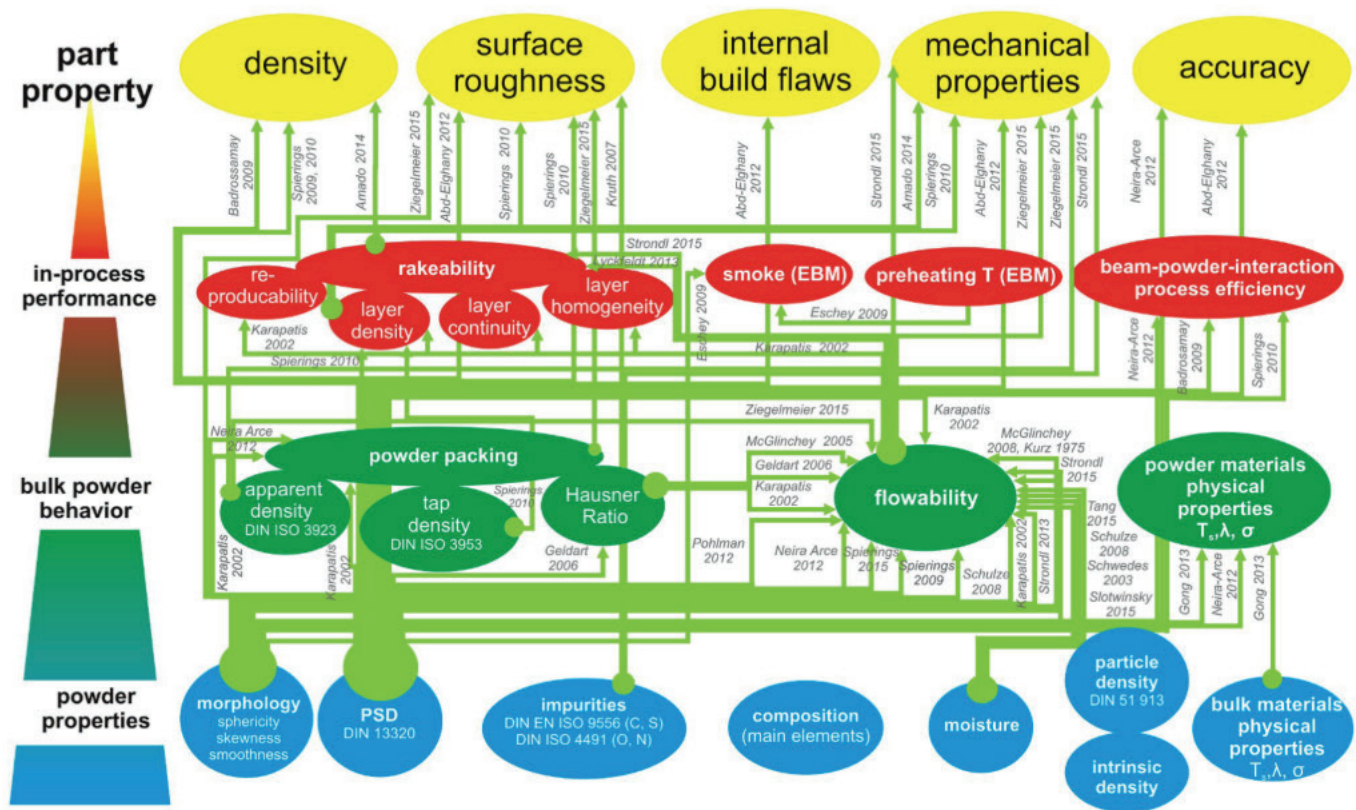 part
property
in-process
performance
bulk powder
behavior
powder
properties
density
surface
roughness
internal
build flaws
mechanical
properties
accuracy
Badrossamay
2009
Spierings
2009, 2010
Amado 2014
Ziegelmeier 2015
Abd-Elghany 2012
Spierings 2010
Spierings
2010
Ziegelmeier 2015
Kruth 2007
Abd-Elghany
2012
Strondl 2015
Amado 2014
Spierings
2010
Abd-Elghany
2012
Ziegelmeier 2015
Ziegelmeier 2015
Strondl 2015
Neira-Arce
2012
Abd-Elghany
2012
Strondl 2015
2013
re-
producability
rakeability
layer
density
layer
continuity
layer
homogeneity
smoke (EBM)
preheating T (EBM)
beam-powder-interaction
process efficiency
Karapatis
2002
Spierings 2010
Eschey 2009
Eschey 2009
Karapatis 2002
Neira-Arce
2012
Badrosamay
2009
Spierings
2010
Neira Arce
2012
Ziegelmeier 2015
Karapatis
2002
McGlinchey 2005
Geldart 2006
Karapatis
2002
McGlinchey
2008, Kurz 1975
Strondl
2015
powder packing
apparent
density
DIN ISO 3923
tap
density
DIN ISO 3953
Spierings
2010
Hausner
Ratio
flowability
powder materials
physical
properties
Ts,λ, σ
Karapatis
2002
Karapatis
2002
Geldart
2006
Pohlman
2012
Neira Arce
2012
Spierings
2015
Spierings
2009
Schulze
2008
Karapatis 2002
Strondl 2013
Tang
2015
Schulze
2008
Schwedes
2003
Slotwinsky
2015
Gong 2013
Neira-Arce
2012
Gong 2013
morphology
sphericity
skewness
smoothness
PSD
DIN 13320
impurities
DIN EN ISO 9556 (C, S)
DIN ISO 4491 (O, N)
composition
(main elements)
moisture
particle
density
DIN 51 913
intrinsic
density
bulk materials
physical
properties
Ts,λ, σ